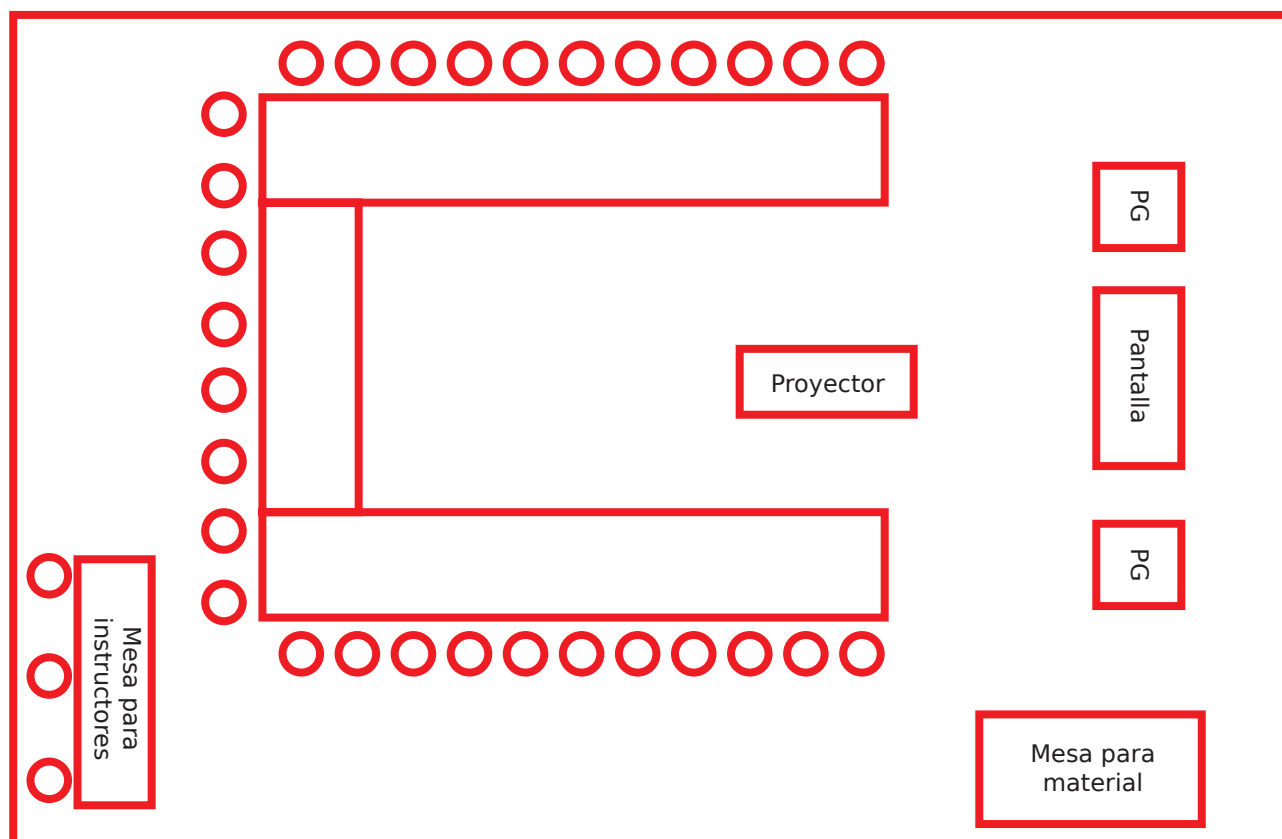 PG
Pantalla
Proyector
PG
Mesa para
instructores
Mesa para
material